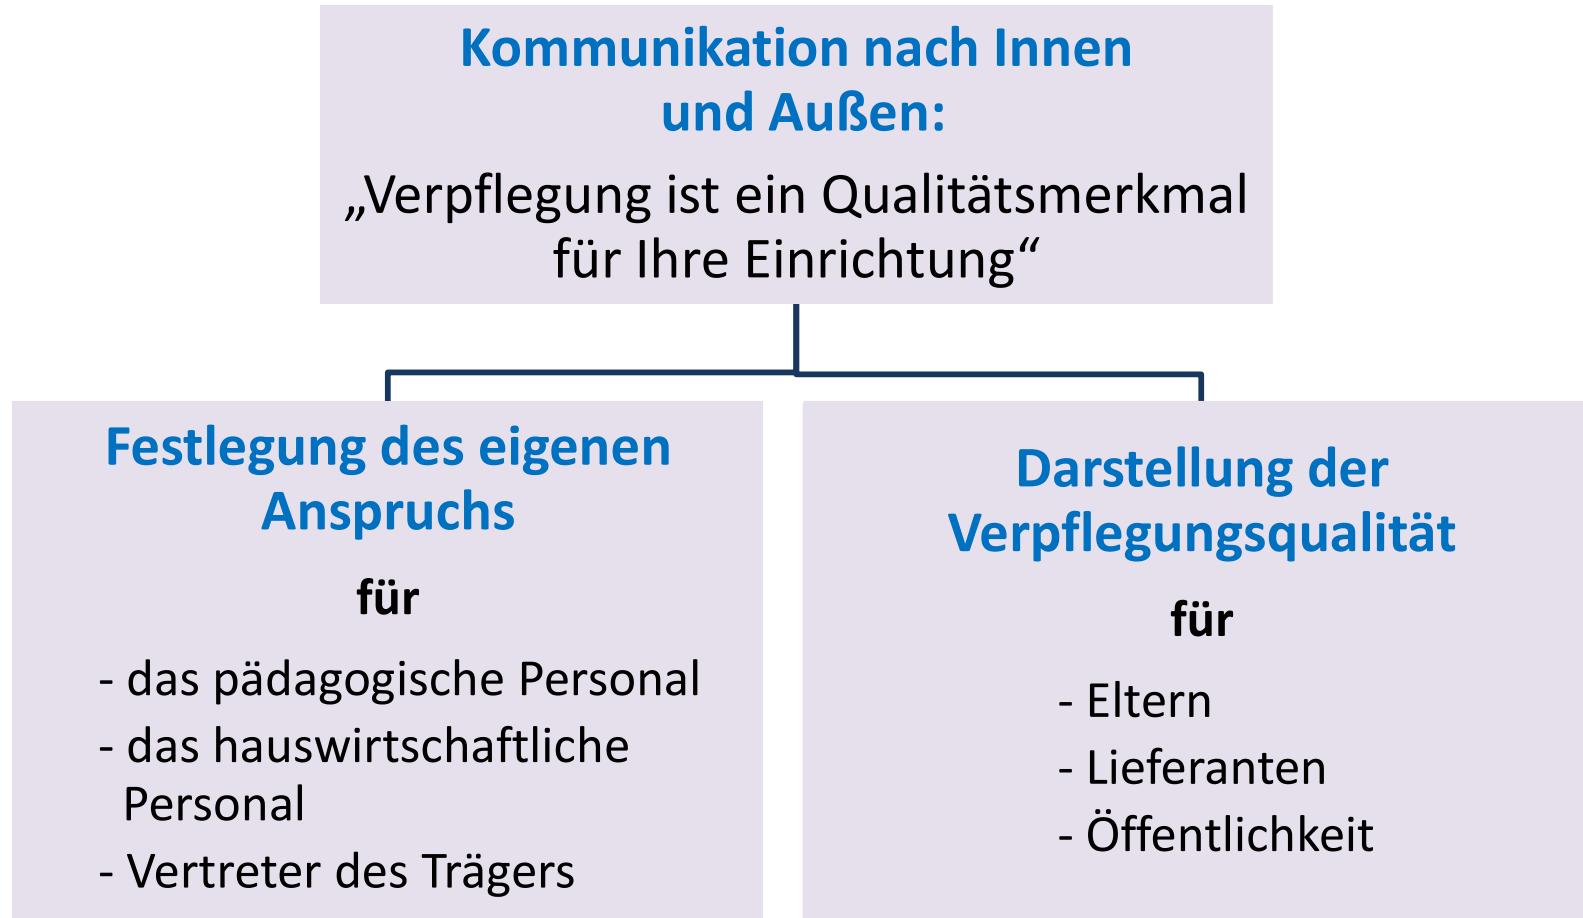 Kommunikation nach Innen
und Außen:
„Verpflegung ist ein Qualitätsmerkmal
für Ihre Einrichtung“
Festlegung des eigenen
Anspruchs
für
- das pädagogische Personal
- das hauswirtschaftliche
Personal
- Vertreter des Trägers
Darstellung der
Verpflegungsqualität
für
- Eltern
- Lieferanten
- Öffentlichkeit